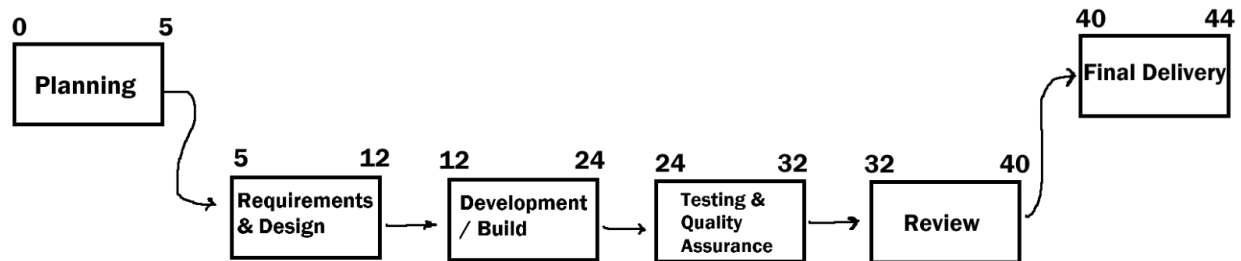 0 5
Planning
5 12
Requirements
& Design
12 24
Development
/ Build
24 32
Testing &
Quality
Assurance
32 40
Review
40 44
Final Delivery